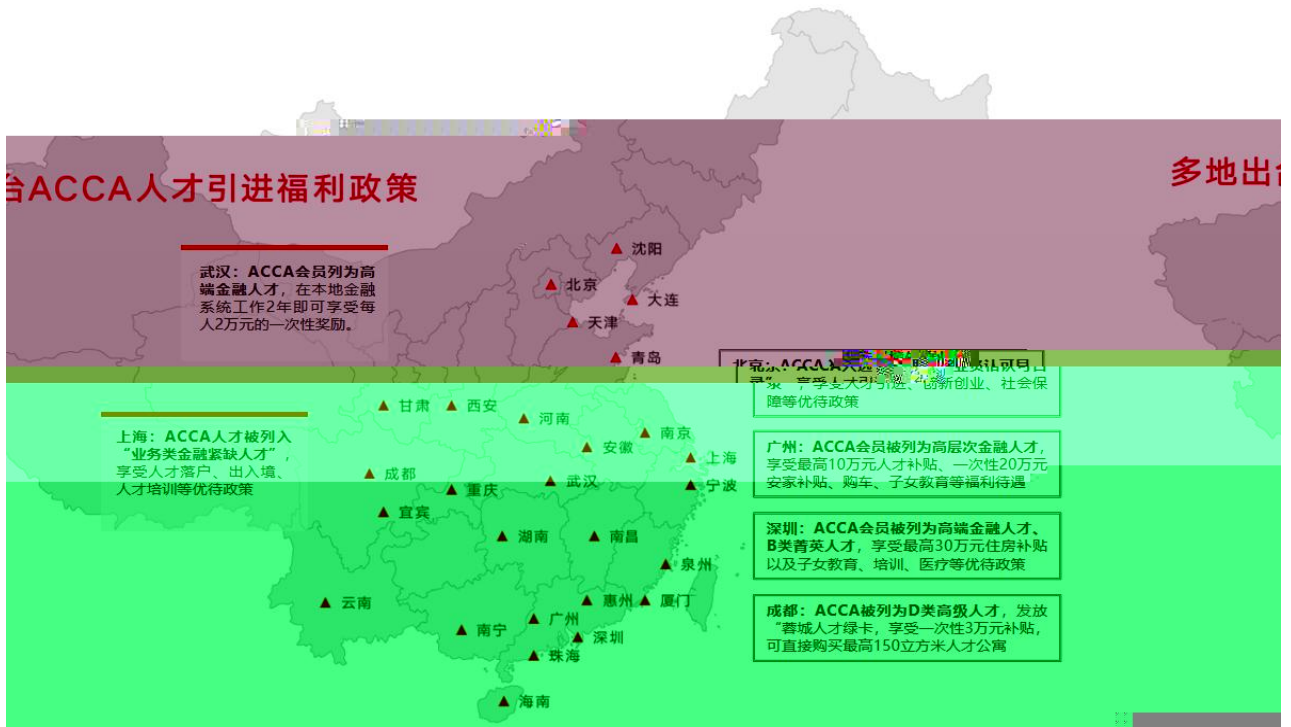 台ACCA人才引进福利政策
多地出
武汉：ACCA会员列为高
端金融人才，在本地金融
系统工作2年即可享受每
人2万元的一次性奖励。
沈阳
北京
大连
天津
青岛
北京：ACCA
享受人才引进、创新创业、社会保
障等优待政策
甘肃
西安
河南
南京
安徽
上海
上海：ACCA人才被列入
“业务类金融紧缺人才”，
享受人才落户、出入境、
人才培训等优待政策
广州：ACCA会员被列为高层次金融人才，
享受最高10万元人才补贴、一次性20万元
安家补贴、购车、子女教育等福利待遇
成都
重庆
武汉
宁波
宜宾
湖南
南昌
泉州
深圳：ACCA会员被列为高端金融人才、
B类菁英人才，享受最高30万元住房补贴
以及子女教育、培训、医疗等优待政策
云南
惠州
厦门
广州
南宁
深圳
珠海
成都：ACCA被列为D类高级人才，发放
“蓉城人才绿卡，享受一次性3万元补贴，
可直接购买最高150立方米人才公寓
海南